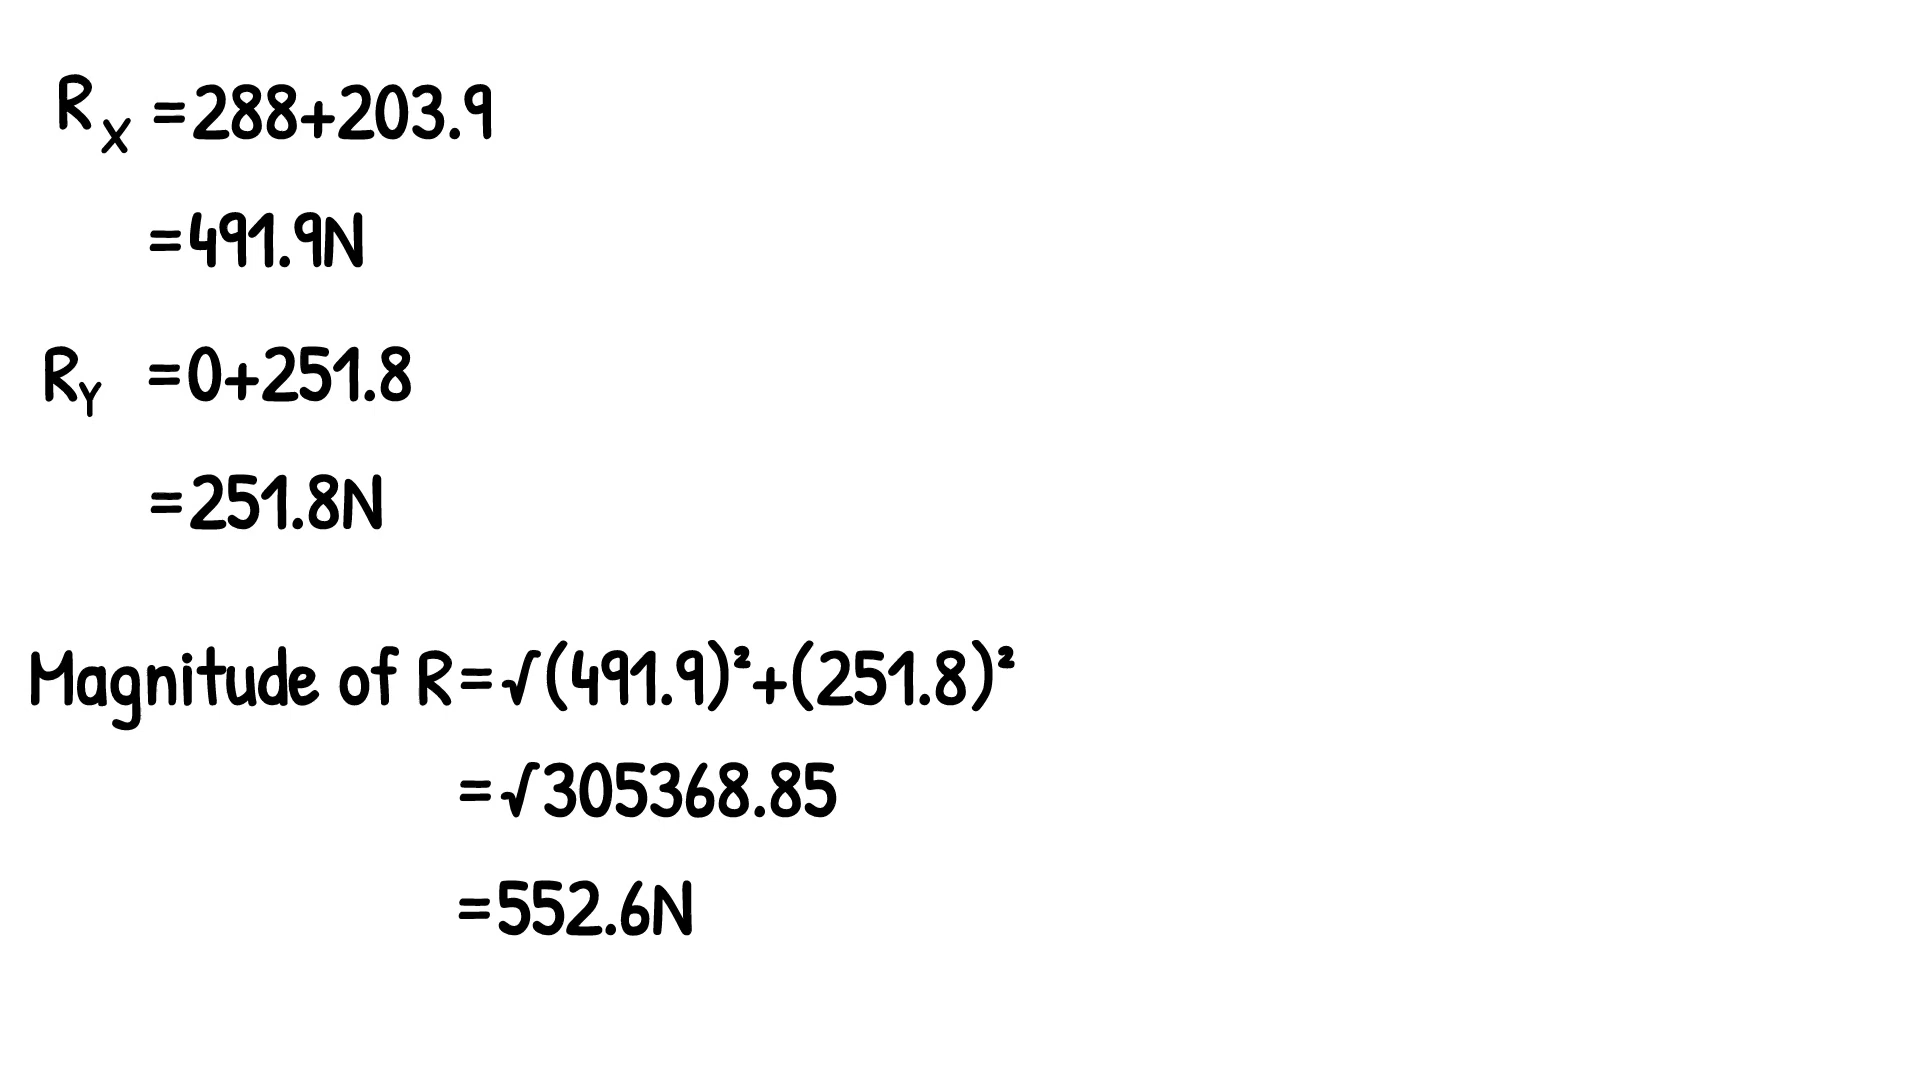 Rx =288+203.9
=491.9N
RY =0+251.8
=251.8N
Magnitude of R=√(491.9)²+(251.8)²
=√305368.85
=552.6N